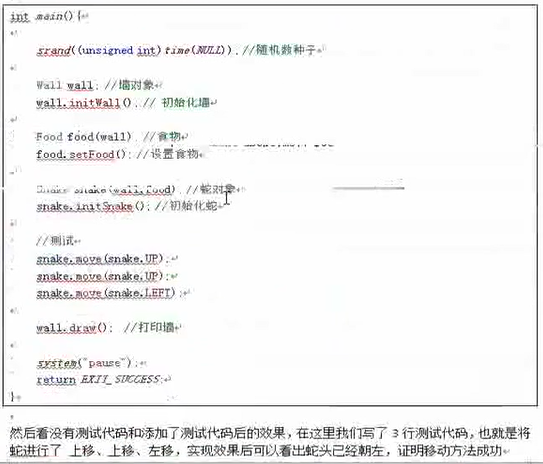 int main(){
srand((unsigned int)time(NULL)); //随机数种子
Wall wall; //墙对象
wall.initWall(); // 初始化墙
Food food(wall); //食物
food.setFood(); //设置食物
Snake snake(wall,food); //蛇对象
snake.initSnake(); //初始化蛇
//测试
snake.move(snake.UP);
snake.move(snake.UP);
snake.move(snake.LEFT);
wall.draw(); //打印墙
system("pause");
return EXIT_SUCCESS;
}
然后看没有测试代码和添加了测试代码后的效果，在这里我们写了 3 行测试代码，也就是将
蛇进行了 上移、上移、左移，实现效果后可以看出蛇头已经朝左，证明移动方法成功